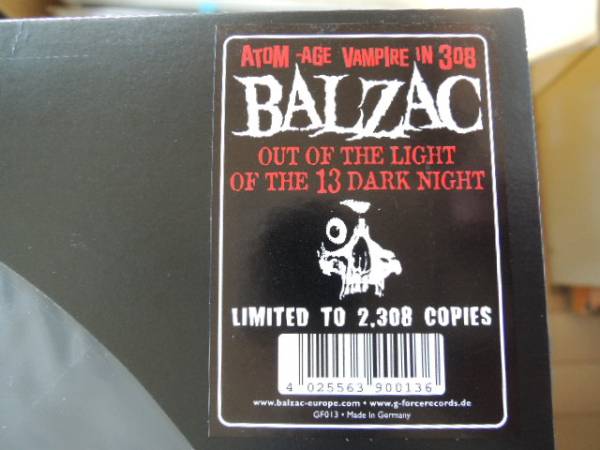 ATOM-AGE VAMPIRE IN 308
BALZAC
OUT OF THE LIGHT
OF THE 13 DARK NIGHT
LIMITED TO 2,308 COPIES
4 025563 900136
www.balzac-europe.com • www.g-forcerecords.de
GF013 • Made in Germany